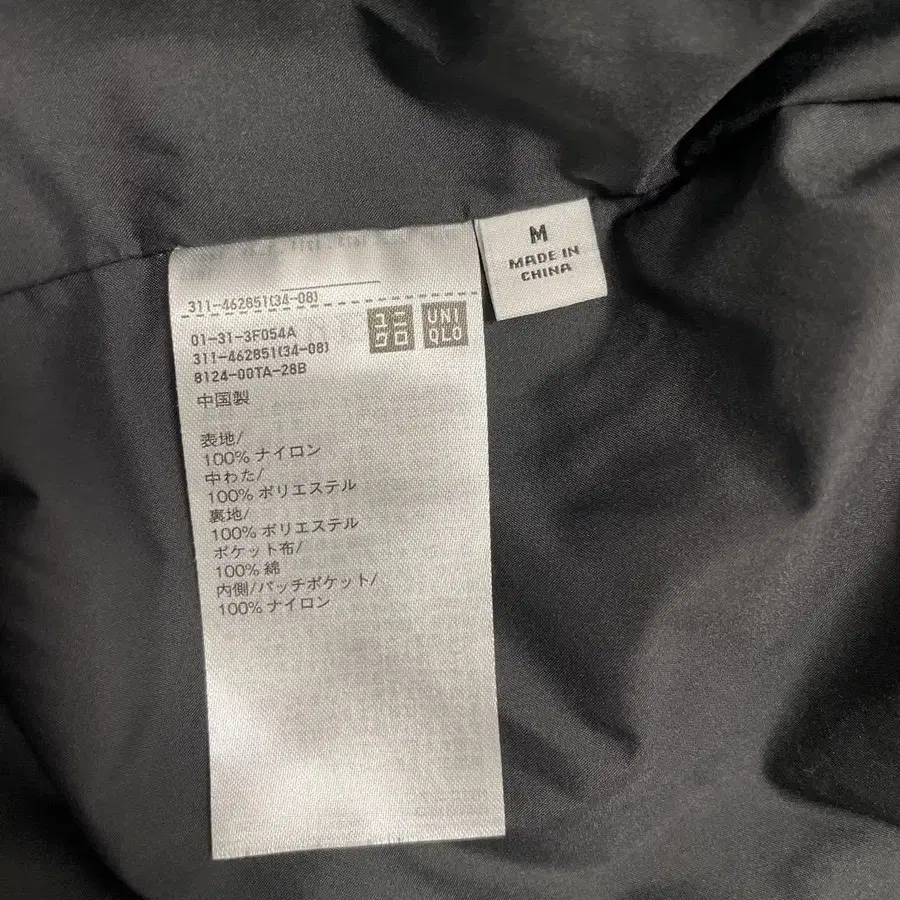 311-462851(34-08)
ユニ
クロ
UNI
QLO
01-31-3F054A
311-462851(34-08)
8124-00TA-28B
中国製
表地/
100% ナイロン
中わた/
100% ポリエステル
裏地/
100% ポリエステル
ポケット布/
100% 綿
内側/パッチポケット/
100% ナイロン
M
MADE IN
CHINA